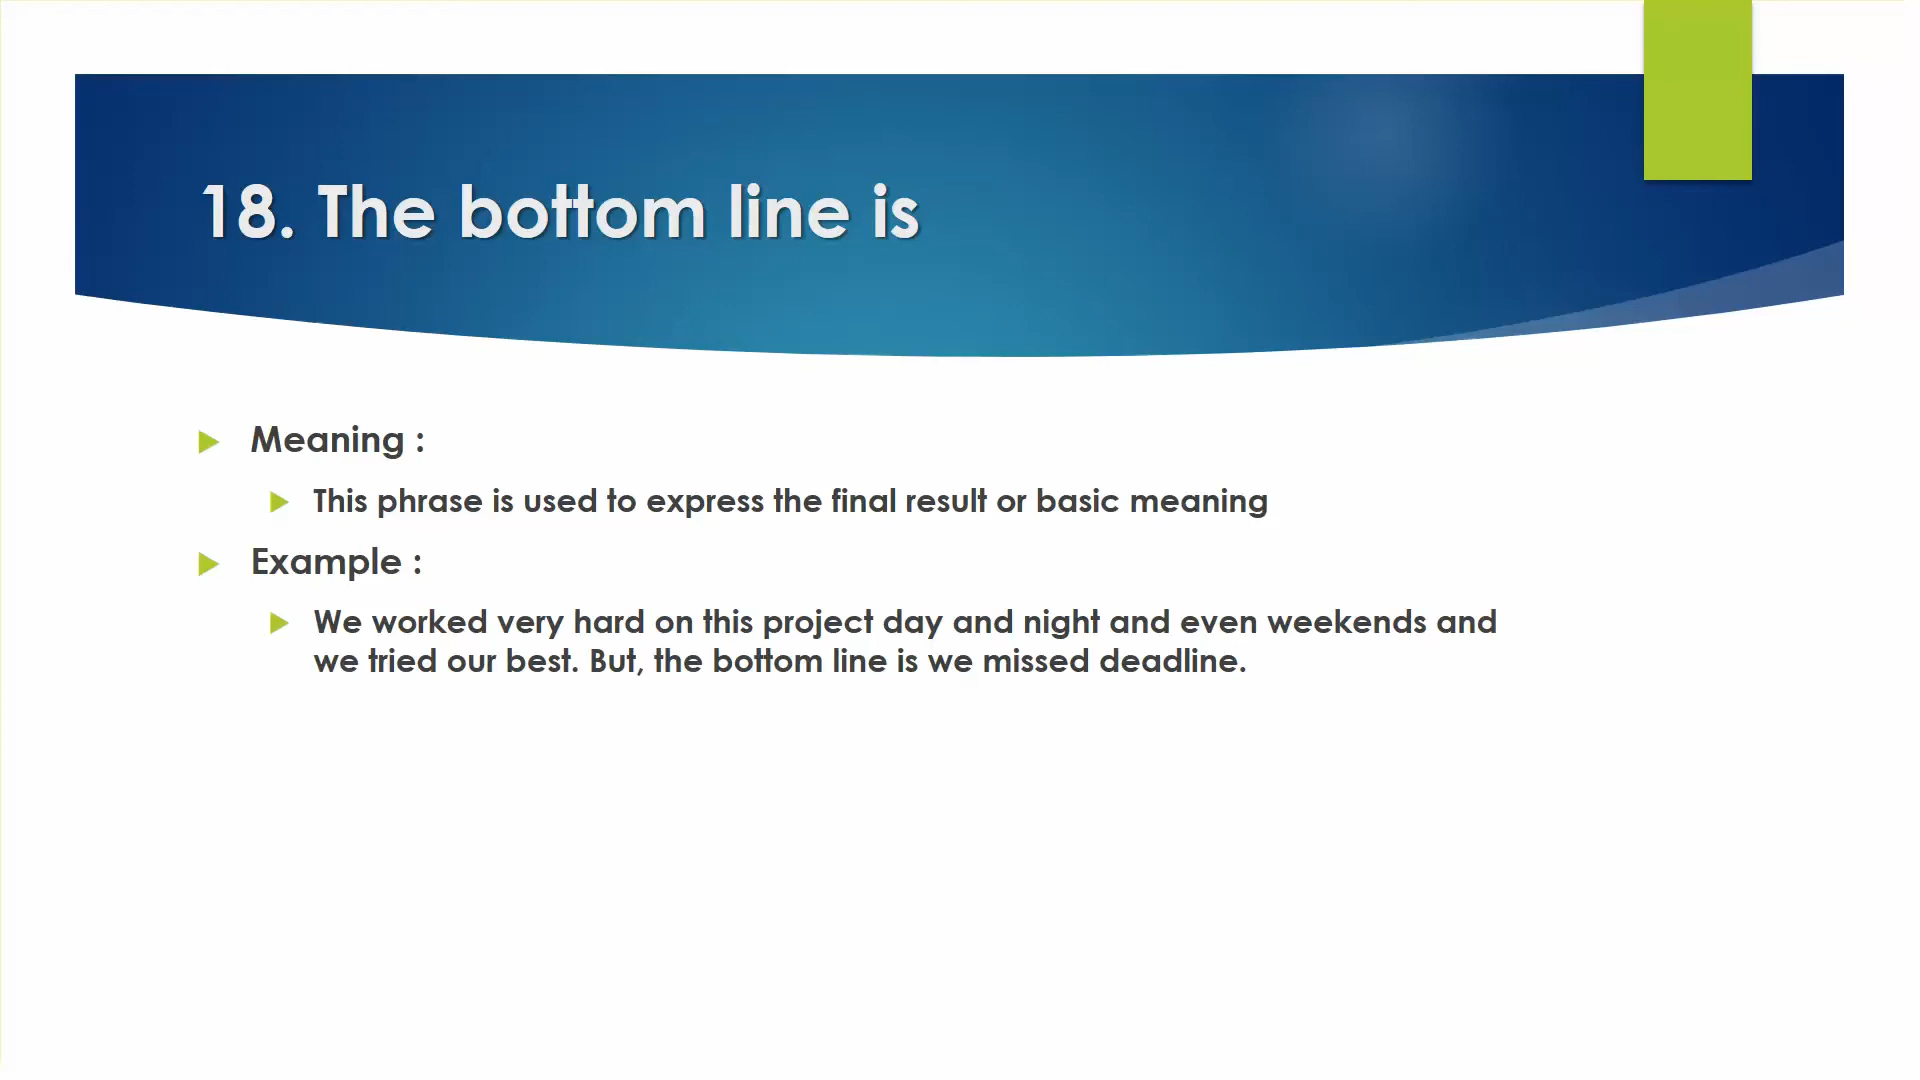 18. The bottom line is
Meaning :
This phrase is used to express the final result or basic meaning
Example :
We worked very hard on this project day and night and even weekends and
we tried our best. But, the bottom line is we missed deadline.